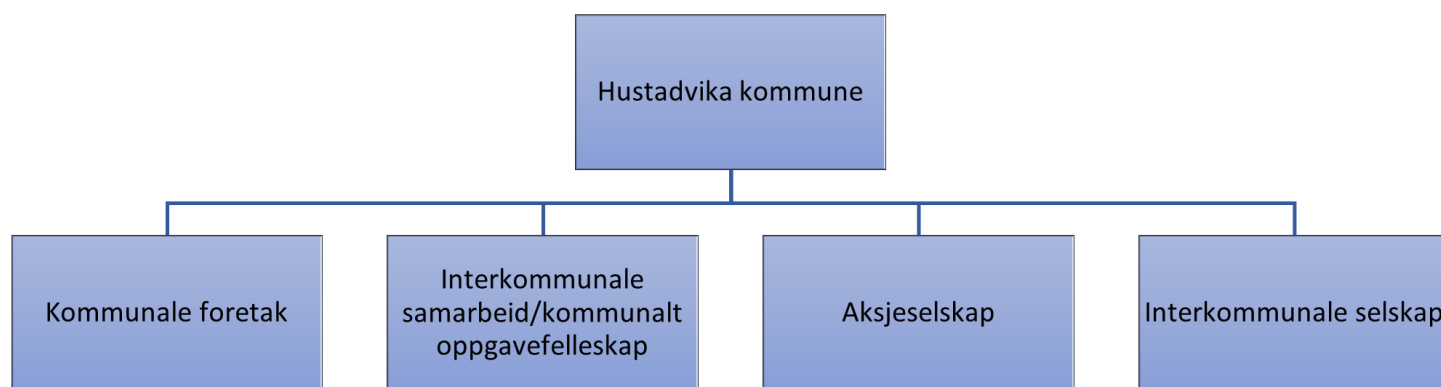 Hustadvika kommune
Kommunale foretak
Interkommunale
samarbeid/kommunalt
oppgavefelleskap
Aksjeselskap
Interkommunale selskap